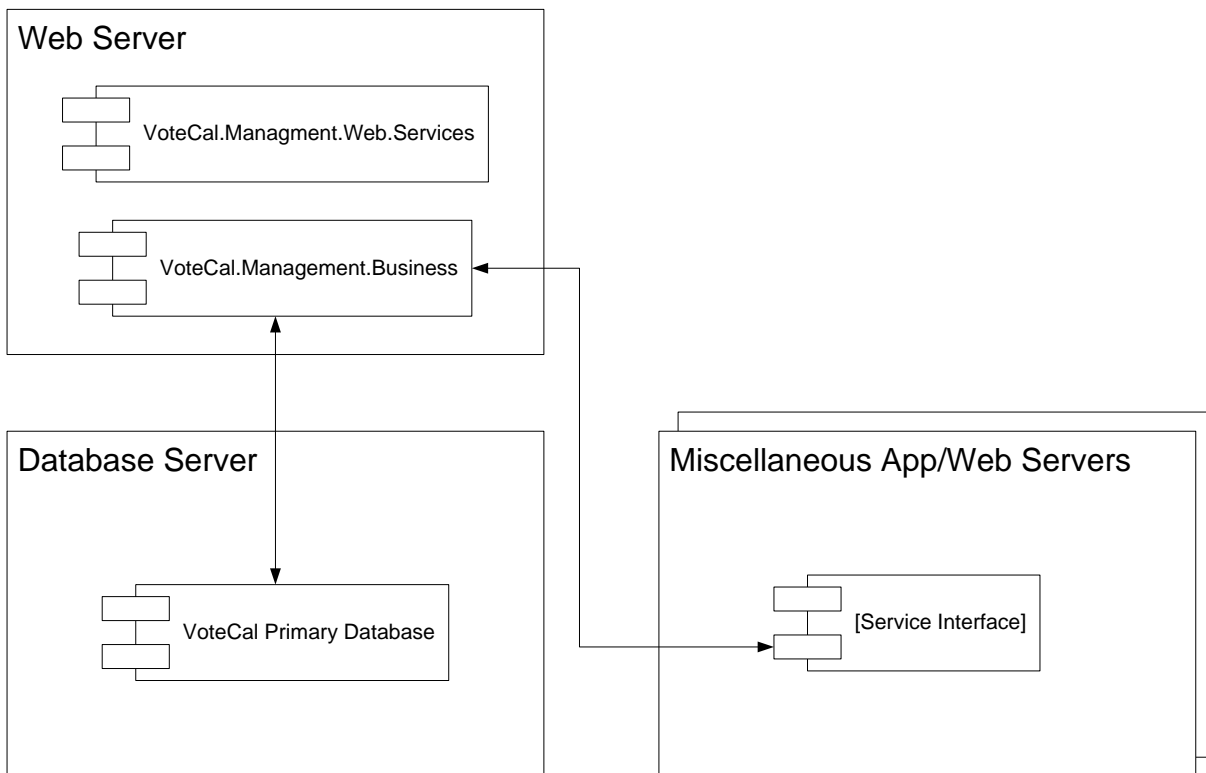 Web Server
VoteCal.Managment.Web.Services
VoteCal.Management.Business
Database Server
VoteCal Primary Database
Miscellaneous App/Web Servers
[Service Interface]